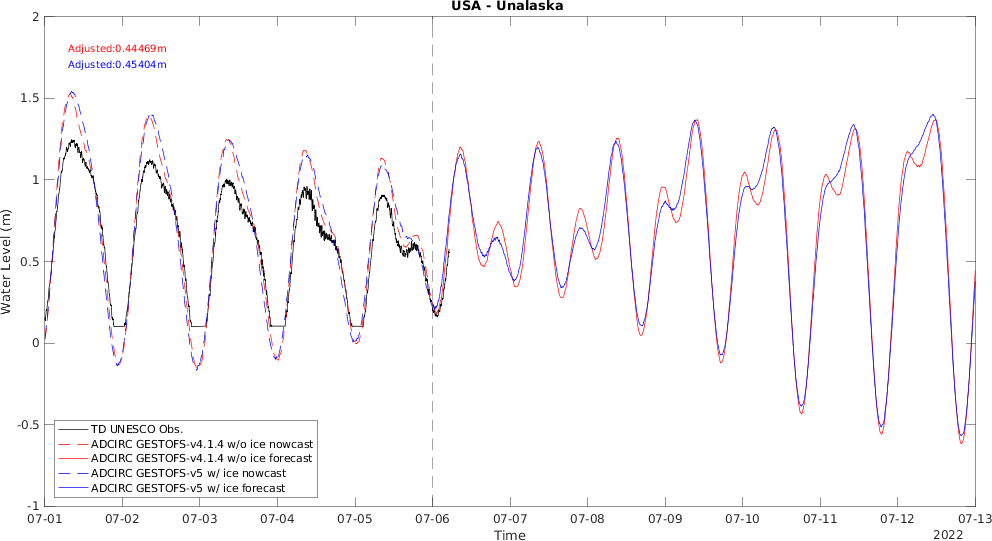 USA - Unalaska
2
1.5
1
0.5
0
-0.5
-1
Water Level (m)
Adjusted:0.44469m
Adjusted:0.45404m
TD UNESCO Obs.
ADCIRC GESTOFS-v4.1.4 w/o ice nowcast
ADCIRC GESTOFS-v4.1.4 w/o ice forecast
ADCIRC GESTOFS-v5 w/ ice nowcast
ADCIRC GESTOFS-v5 w/ ice forecast
07-01 07-02 07-03 07-04 07-05 07-06 07-07 07-08 07-09 07-10 07-11 07-12 07-13
Time
2022